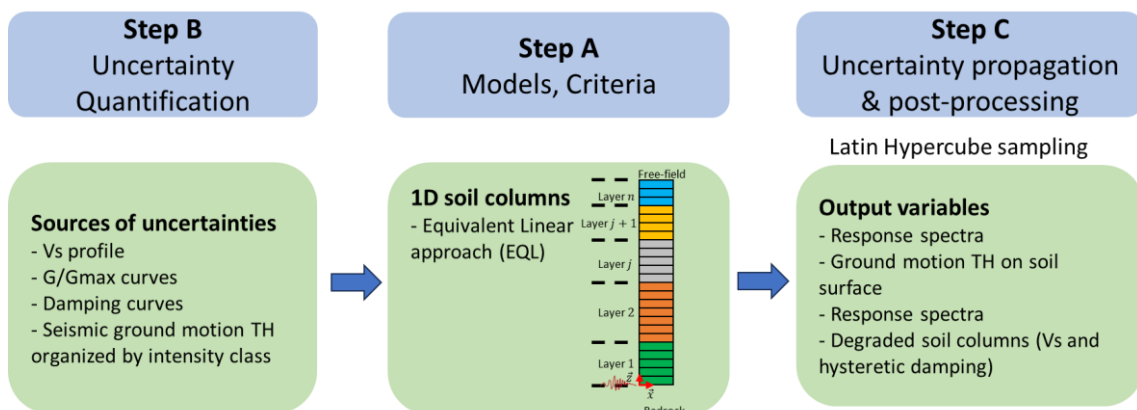 Step B
Uncertainty
Quantification
Step A
Models, Criteria
Step C
Uncertainty propagation
& post-processing
Latin Hypercube sampling
Sources of uncertainties
- Vs profile
- G/Gmax curves
- Damping curves
- Seismic ground motion TH
organized by intensity class
1D soil columns
- Equivalent Linear
approach (EQL)
Free-field
Layer n
Layer j + 1
Layer j
Layer 2
Layer 1
z
x
Bedrock
Output variables
- Response spectra
- Ground motion TH on soil
surface
- Response spectra
- Degraded soil columns (Vs and
hysteretic damping)